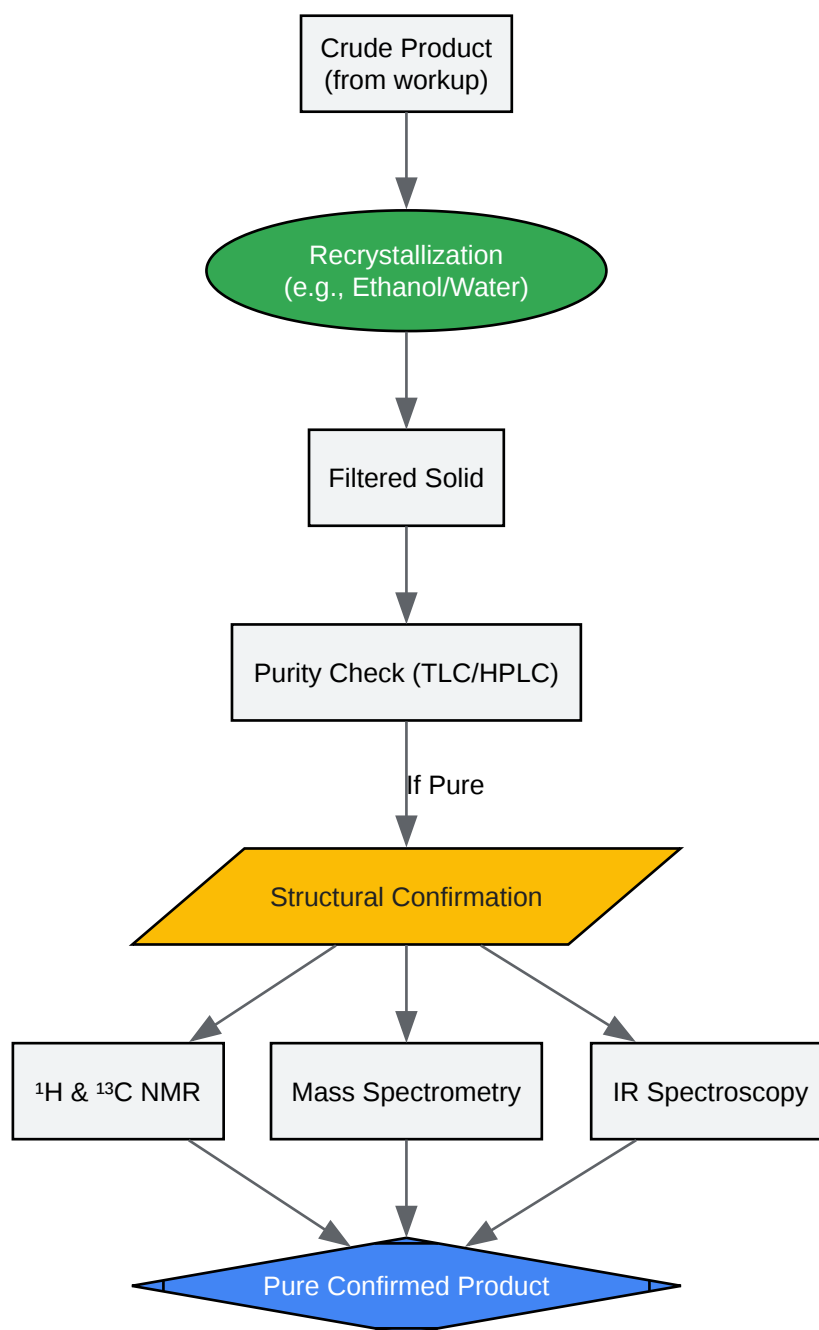 Crude Product
(from workup)
Recrystallization
(e.g., Ethanol/Water)
Filtered Solid
Purity Check (TLC/HPLC)
If Pure
Structural Confirmation
¹H & ¹³C NMR
Mass Spectrometry
IR Spectroscopy
Pure Confirmed Product